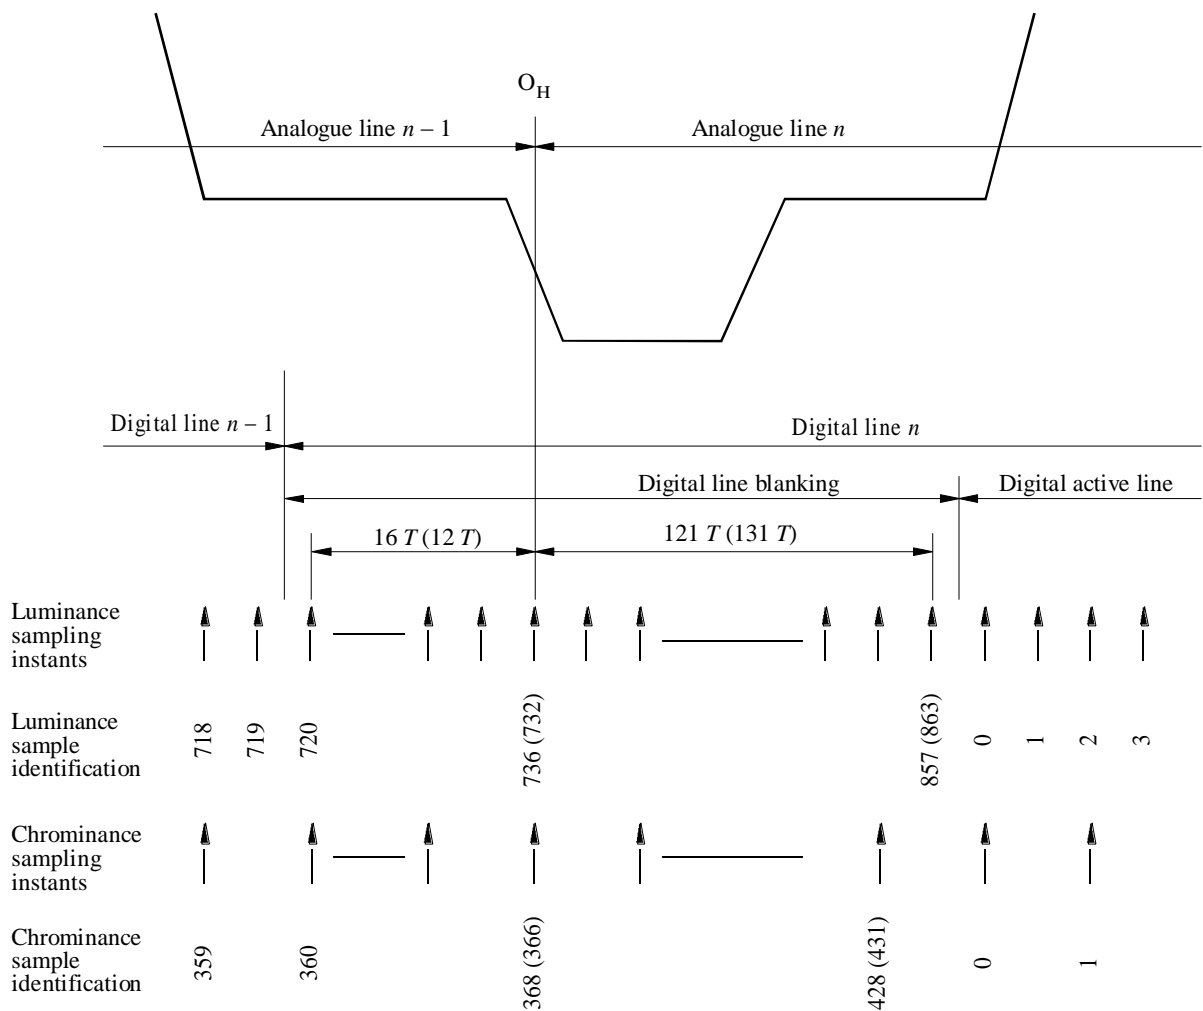 O_H
Analogue line n – 1
Analogue line n
Digital line n – 1
Digital line n
Digital line blanking
Digital active line
16 T (12 T)
121 T (131 T)
Luminance
sampling
instants
Luminance
sample
identification
718
719
720
736 (732)
857 (863)
0
1
2
3
Chrominance
sampling
instants
Chrominance
sample
identification
359
360
368 (366)
428 (431)
0
1